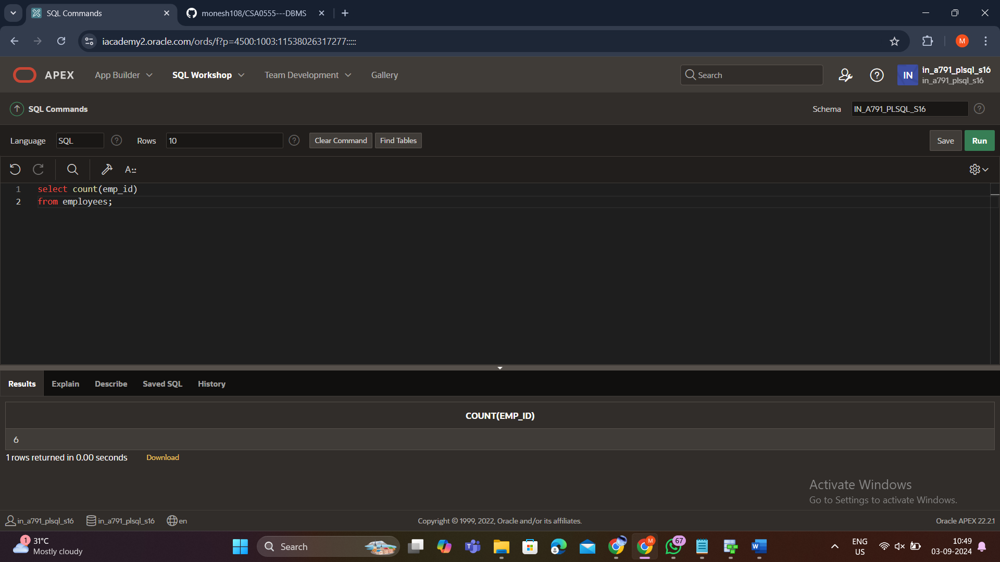 SQL Commands
monesh108/CSA0555---DBMS
iacademy2.oracle.com/ords/f?p=4500:1003:11538026317277:::::
M
APEX
App Builder
SQL Workshop
Team Development
Gallery
Search
IN
in_a791_plsql_s16
in_a791_plsql_s16
SQL Commands
Schema
IN_A791_PLSQL_S16
Language
SQL
Rows
10
Clear Command
Find Tables
Save
Run
A::
1 select count(emp_id)
2 from employees;
Results
Explain
Describe
Saved SQL
History
COUNT(EMP_ID)
6
1 rows returned in 0.00 seconds
Download
Activate Windows
Go to Settings to activate Windows.
in_a791_plsql_s16
in_a791_plsql_s16
en
Copyright © 1999, 2022, Oracle and/or its affiliates.
Oracle APEX 22.2.1
1
31°C
Mostly cloudy
Search
M
67
W
ENG
US
10:49
03-09-2024